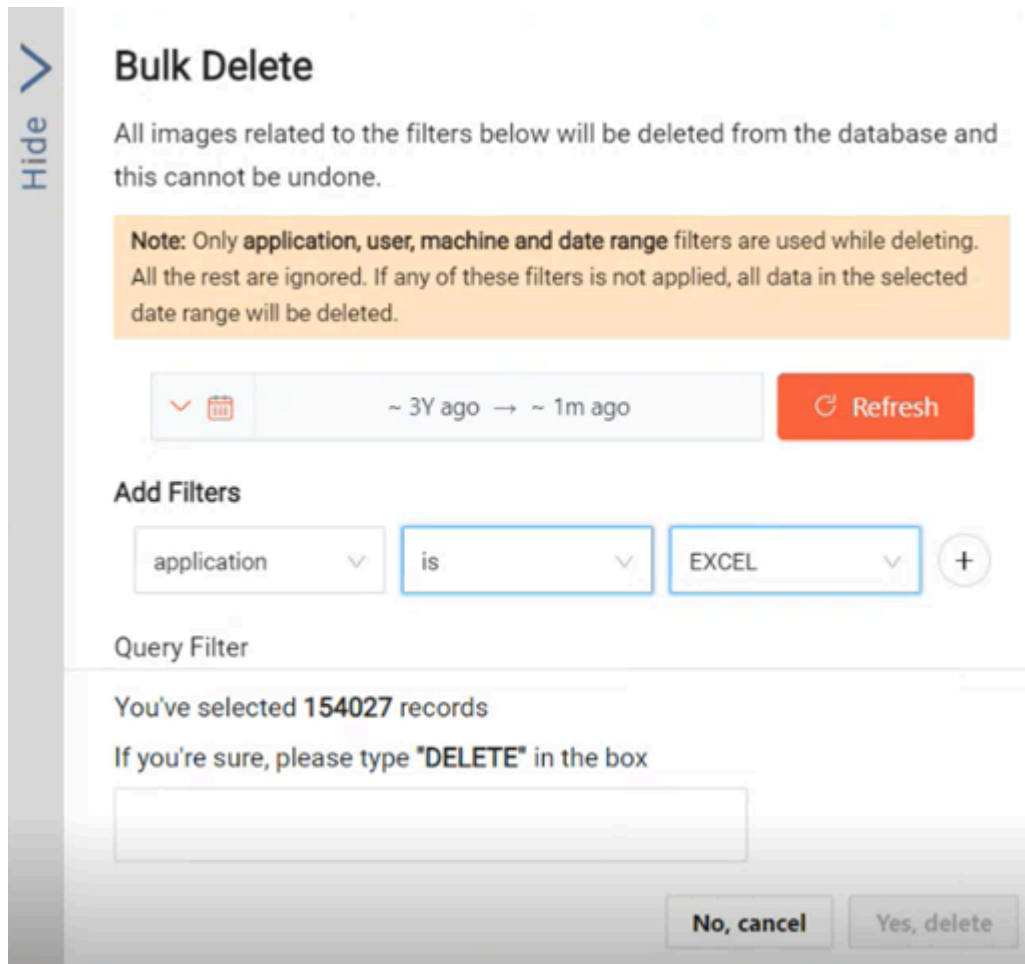 Hide
Bulk Delete
All images related to the filters below will be deleted from the database and
this cannot be undone.
Note: Only application, user, machine and date range filters are used while deleting.
All the rest are ignored. If any of these filters is not applied, all data in the selected
date range will be deleted.
~ 3Y ago → ~ 1m ago Refresh
Add Filters
application is EXCEL +
Query Filter
You've selected 154027 records
If you're sure, please type "DELETE" in the box
No, cancel Yes, delete